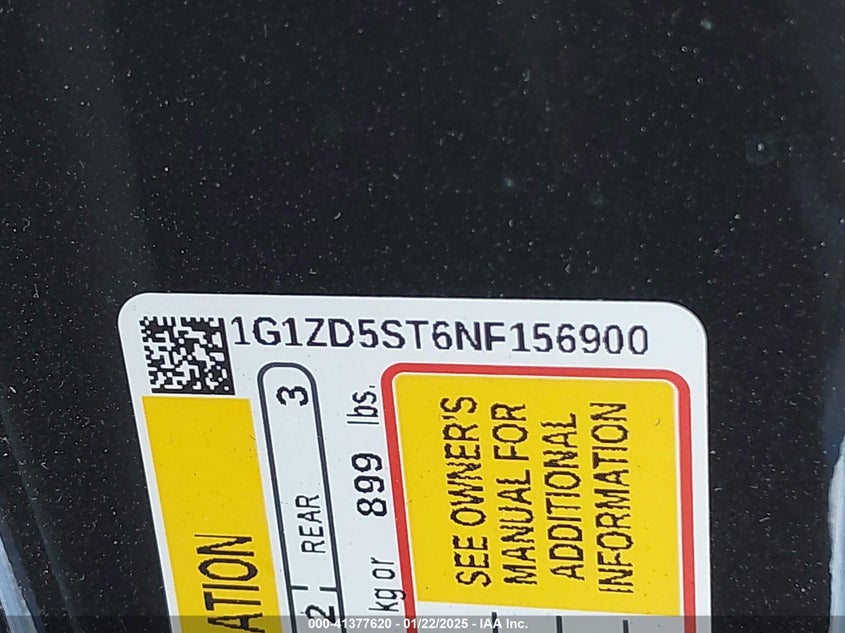 1G1ZD5ST6NF156900
ATION
2 REAR 3
kg or 899 lbs.
SEE OWNER'S
MANUAL FOR
ADDITIONAL
INFORMATION
000-41377620 - 01/22/2025 - IAA Inc.